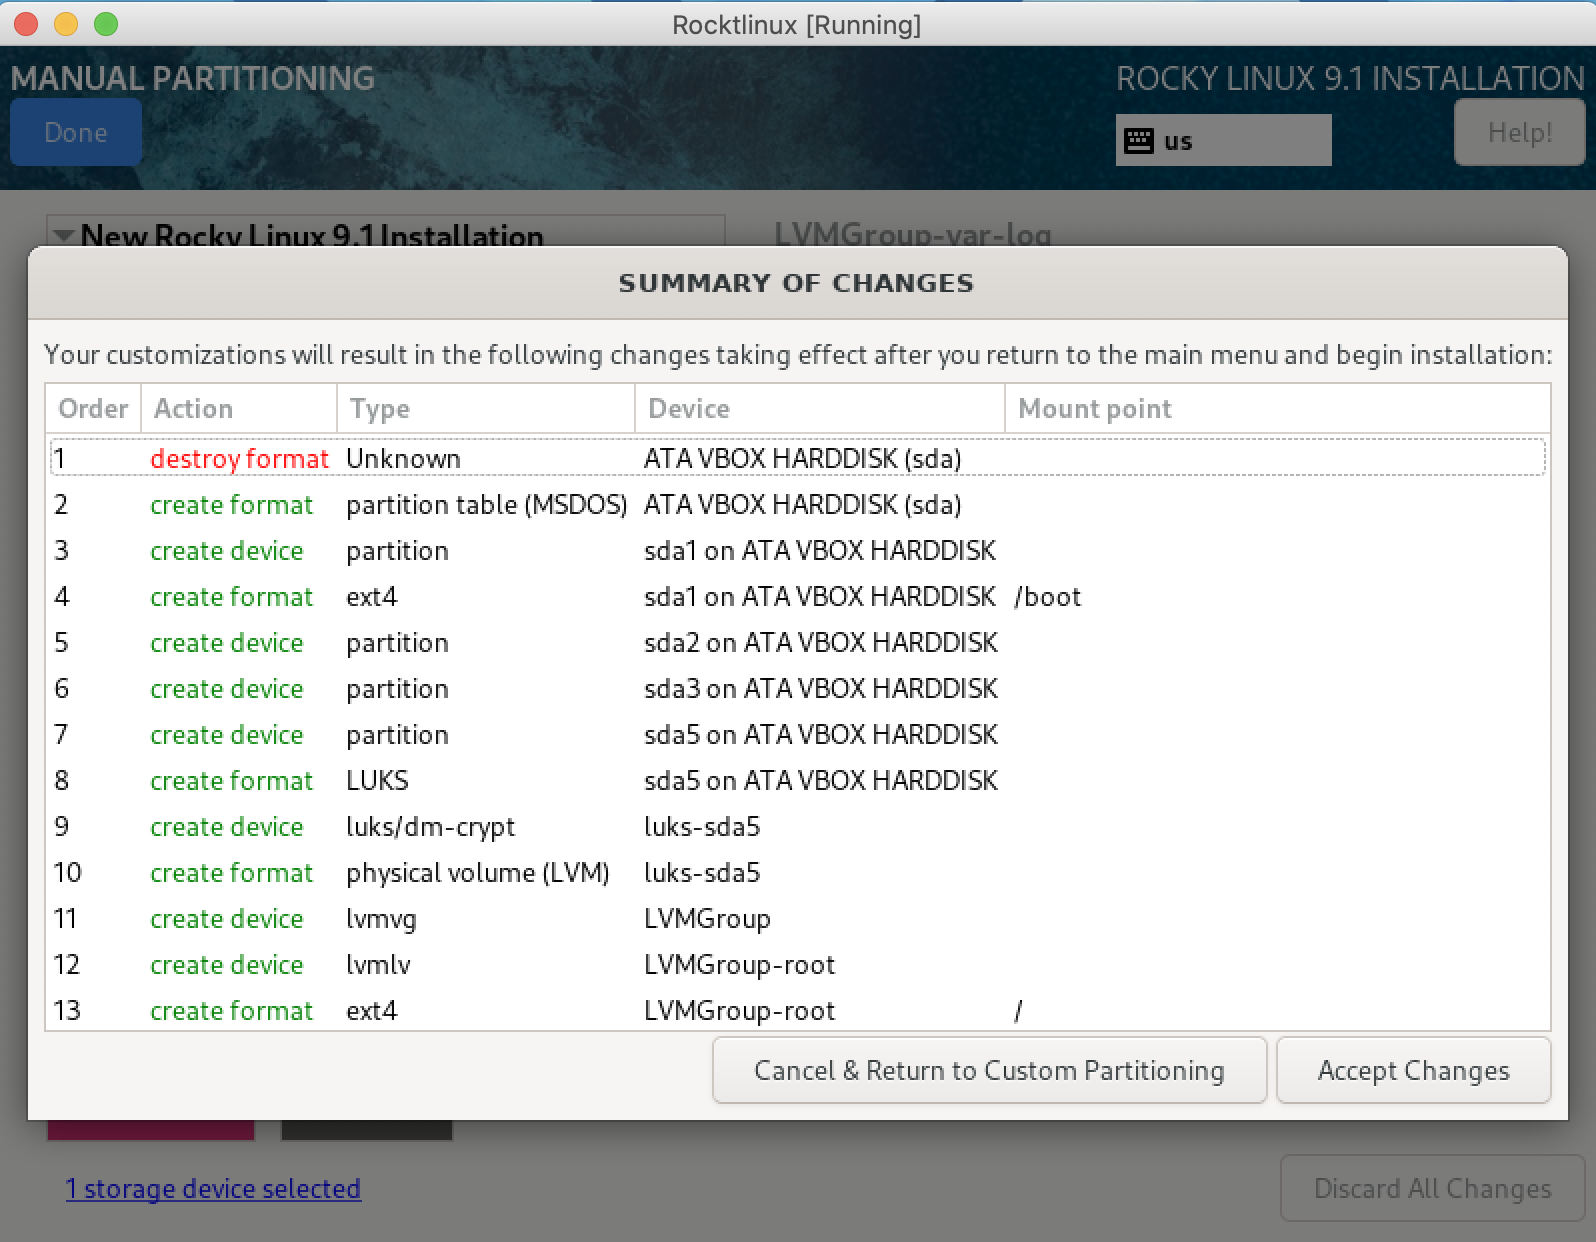 Rocktlinux [Running]
MANUAL PARTITIONING
ROCKY LINUX 9.1 INSTALLATION
Done
us
Help!
New Rocky Linux 9.1 Installation
LVMGroup-var-log
SUMMARY OF CHANGES
Your customizations will result in the following changes taking effect after you return to the main menu and begin installation:
Order Action Type Device Mount point
1 destroy format Unknown ATA VBOX HARDDISK (sda)
2 create format partition table (MSDOS) ATA VBOX HARDDISK (sda)
3 create device partition sda1 on ATA VBOX HARDDISK
4 create format ext4 sda1 on ATA VBOX HARDDISK /boot
5 create device partition sda2 on ATA VBOX HARDDISK
6 create device partition sda3 on ATA VBOX HARDDISK
7 create device partition sda5 on ATA VBOX HARDDISK
8 create format LUKS sda5 on ATA VBOX HARDDISK
9 create device luks/dm-crypt luks-sda5
10 create format physical volume (LVM) luks-sda5
11 create device lvmvg LVMGroup
12 create device lvmlv LVMGroup-root
13 create format ext4 LVMGroup-root /
Cancel & Return to Custom Partitioning
Accept Changes
1 storage device selected
Discard All Changes